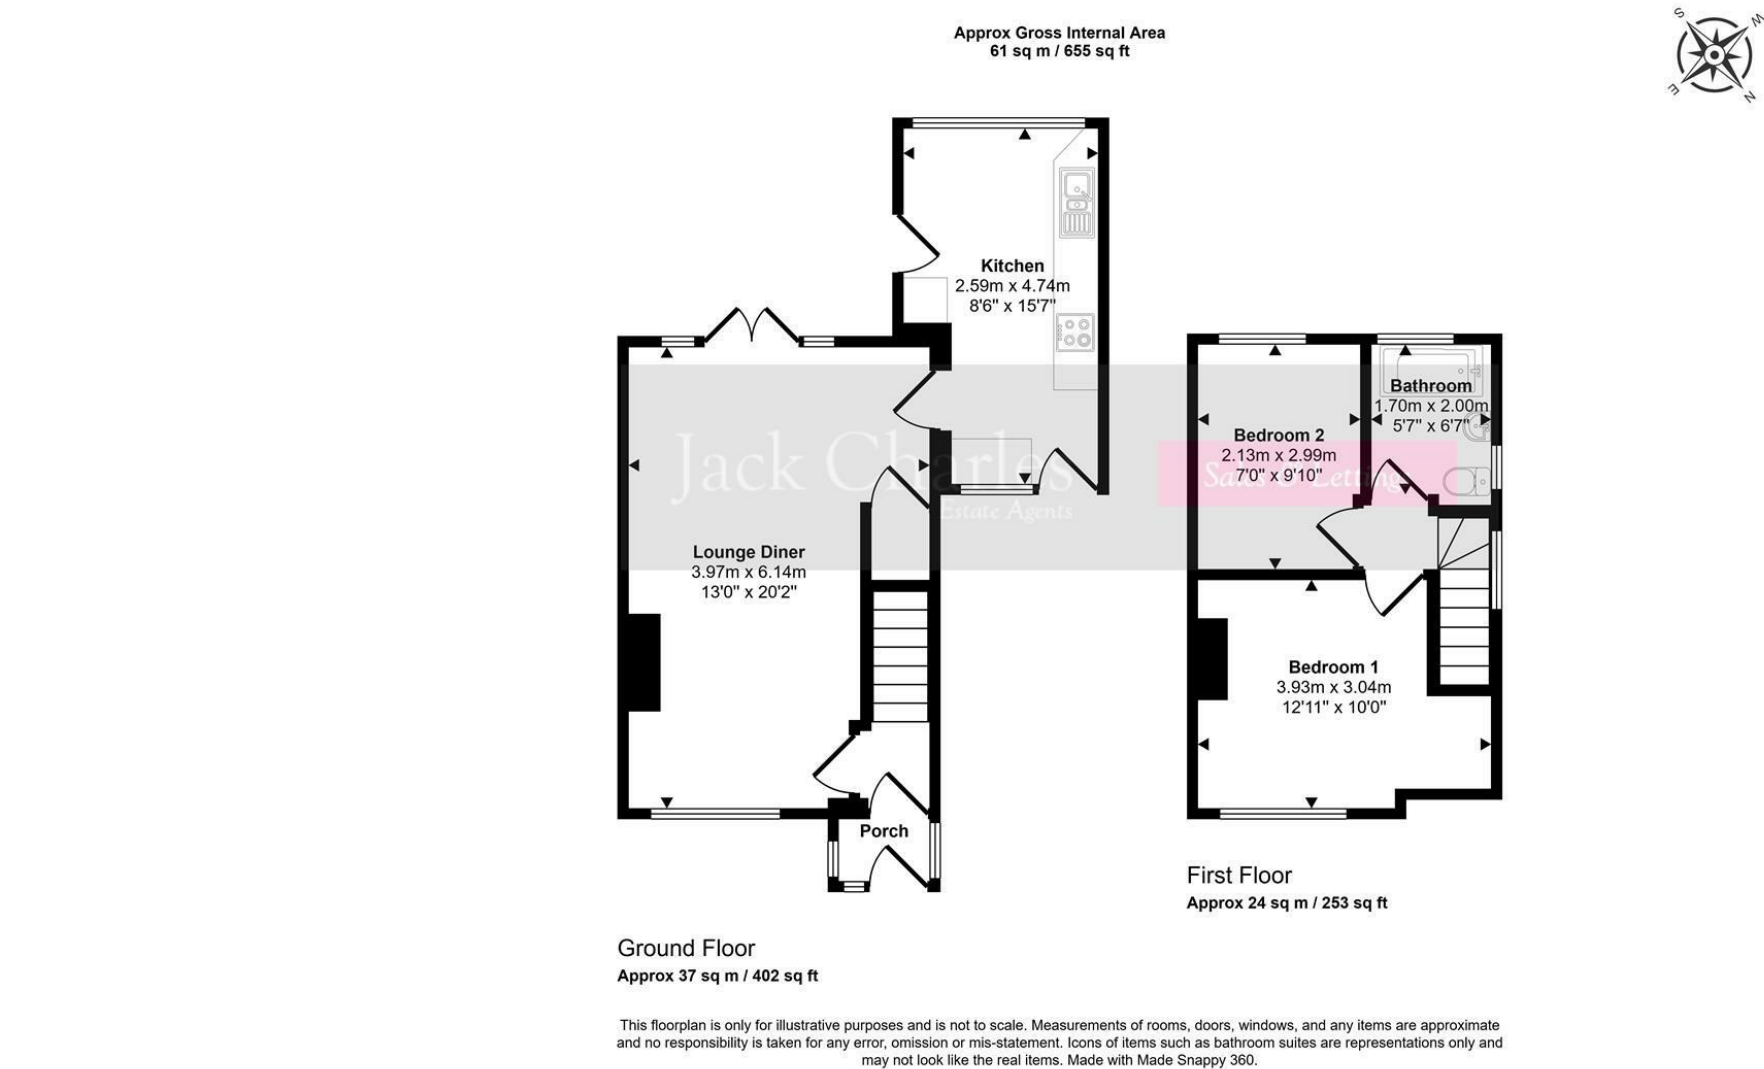 Approx Gross Internal Area
61 sq m / 655 sq ft
S
W
E
N
Kitchen
2.59m x 4.74m
8'6" x 15'7"
Bathroom
1.70m x 2.00m
5'7" x 6'7"
Bedroom 2
2.13m x 2.99m
7'0" x 9'10"
Jack Charles
Sales & Letting
Estate Agents
Lounge Diner
3.97m x 6.14m
13'0" x 20'2"
Bedroom 1
3.93m x 3.04m
12'11" x 10'0"
Porch
First Floor
Approx 24 sq m / 253 sq ft
Ground Floor
Approx 37 sq m / 402 sq ft
This floorplan is only for illustrative purposes and is not to scale. Measurements of rooms, doors, windows, and any items are approximate
and no responsibility is taken for any error, omission or mis-statement. Icons of items such as bathroom suites are representations only and
may not look like the real items. Made with Made Snappy 360.